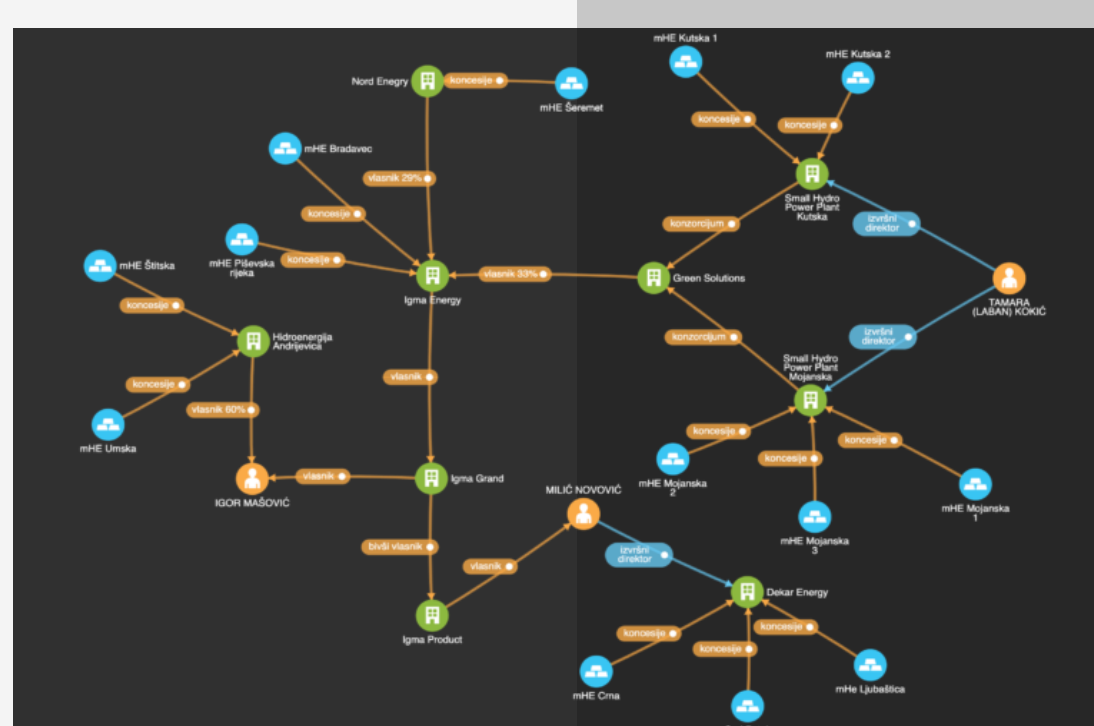 mHE Kutska 1
mHE Kutska 2
Nord Enegry
koncesije
mHE Šeremet
koncesije
koncesije
mHE Bradavec
vlasnik 29%
Small Hydro
Power Plant
Kutska
koncesije
konzorcijum
izvršni
direktor
mHE Piševska
rijeka
koncesije
mHE Štitska
vlasnik 33%
Igma Energy
Green Solutions
TAMARA
(LABAN) KOKIĆ
koncesije
Hidroenergija
Andrijevica
konzorcijum
izvršni
direktor
Small Hydro
Power Plant
Mojanska
koncesije
vlasnik
vlasnik 60%
mHE Umska
koncesije
koncesije
koncesije
vlasnik
Igma Grand
IGOR MAŠOVIĆ
MILIĆ NOVOVIĆ
mHE Mojanska
2
mHE Mojanska
1
mHE Mojanska
3
bivši vlasnik
izvršni
direktor
vlasnik
Dekar Energy
Igma Product
koncesije
koncesije
koncesije
mHE Crna
mHe Ljubaštica